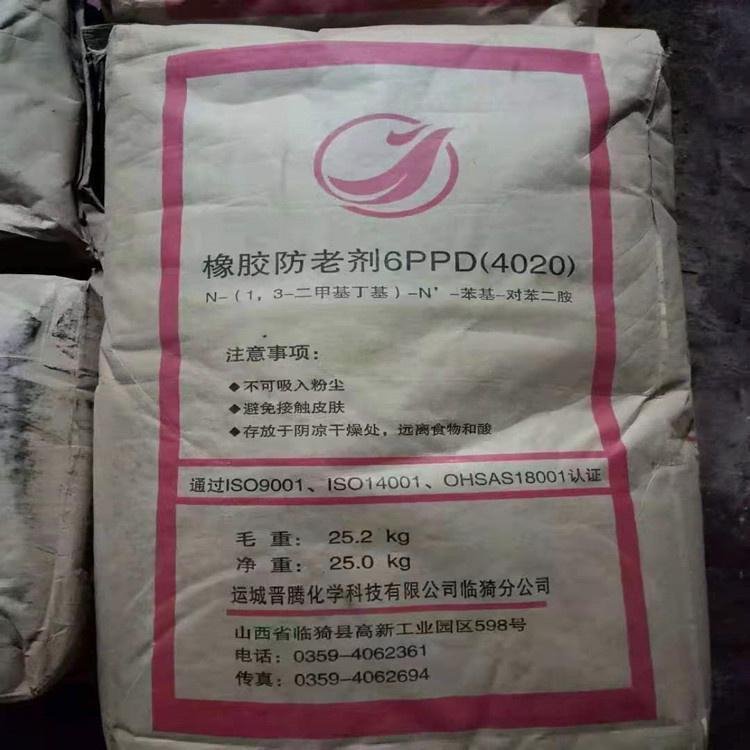 橡胶防老剂6PPD(4020)
N-(1，3-二甲基丁基)-N'-苯基-对苯二胺
注意事项：
◆不可吸入粉尘
◆避免接触皮肤
◆存放于阴凉干燥处，远离食物和酸
通过ISO9001、ISO14001、OHSAS18001认证
毛 重： 25.2 kg
净 重： 25.0 kg
运城晋腾化学科技有限公司临猗分公司
山西省临猗县高新工业园区598号
电话：0359-4062361
传真：0359-4062694